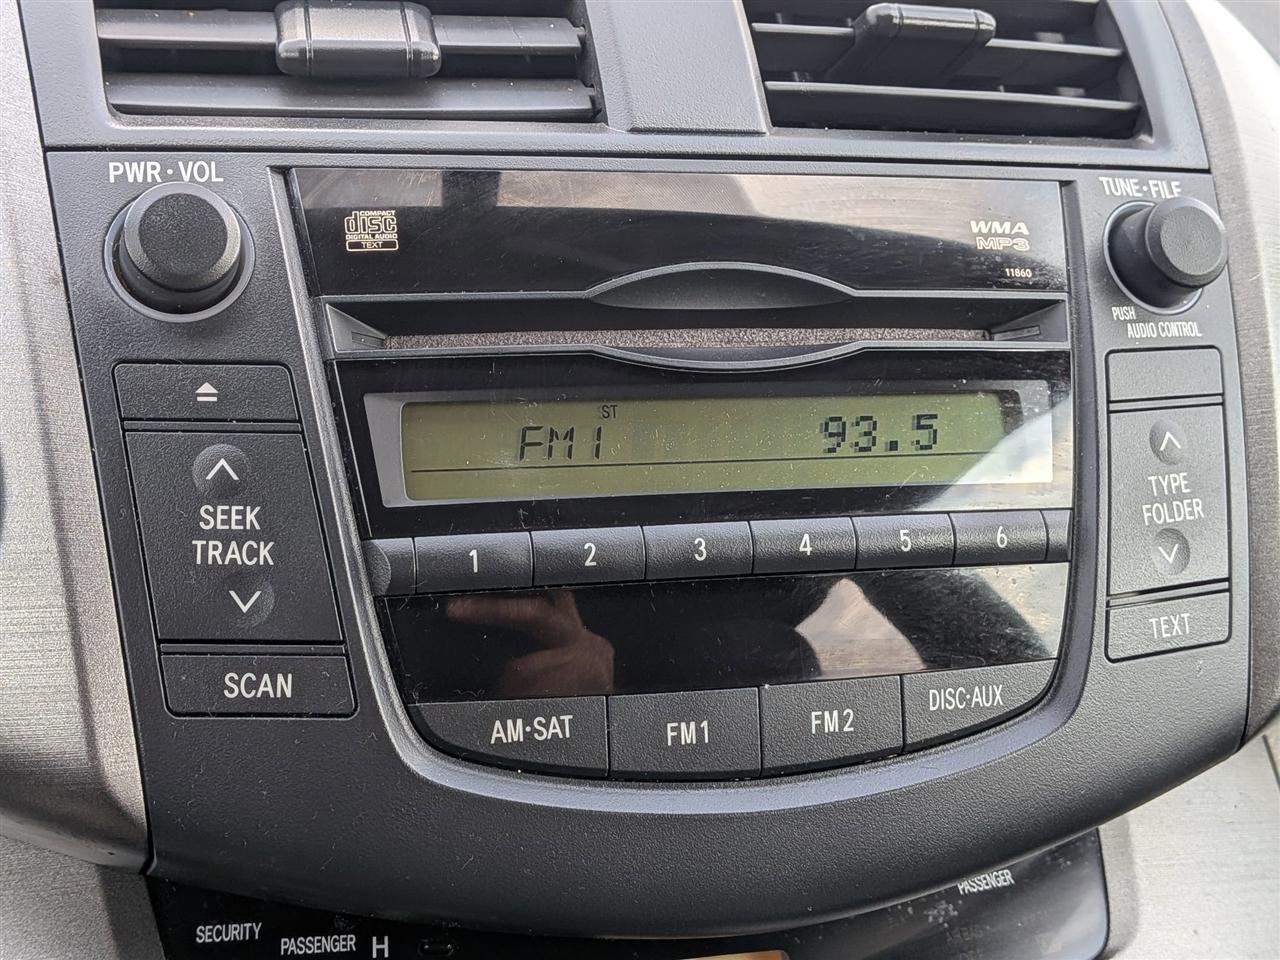 PWR·VOL
COMPACT
disc
DIGITAL AUDIO
TEXT
WMA
MP3
11860
TUNE·FILE
PUSH
AUDIO CONTROL
ST
FM1 93.5
SEEK
TRACK
SCAN
1 2 3 4 5 6
TYPE
FOLDER
TEXT
AM·SAT FM1 FM2 DISC·AUX
SECURITY
PASSENGER
H
PASSENGER